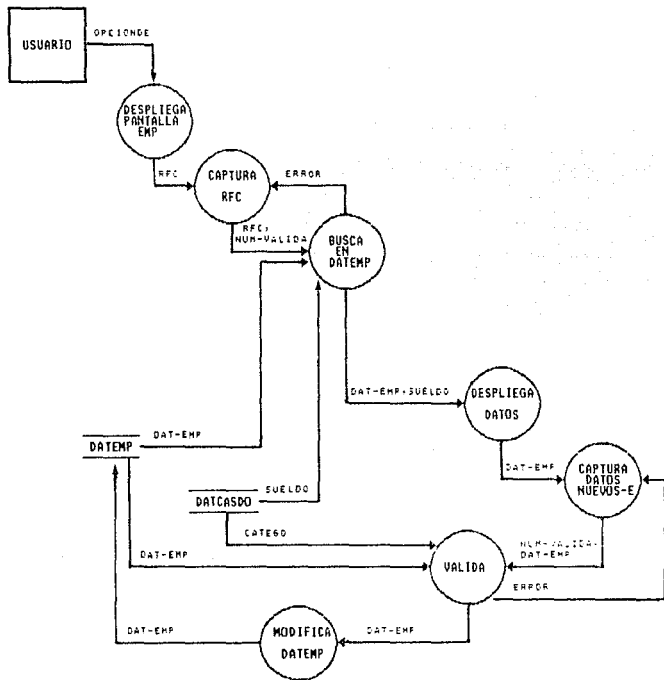 USUARIO
OPCIONDE
DESPLIEGA
PANTALLA
EMP
RFC
CAPTURA
RFC
ERROR
RFC,
NUM-VALIDA
BUSCA
EN
DATEMP
DAT-EMP,SUELDO
DESPLIEGA
DATOS
DATEMP
DAT-EMP
DAT-EMP
CAPTURA
DATOS
NUEVOS-E
DATCASDO
SUELDO
CATEGO
NUM-VALIDA,
DAT-EMP
DAT-EMP
VALIDA
ERROR
DAT-EMP
MODIFICA
DATEMP
DAT-EMP